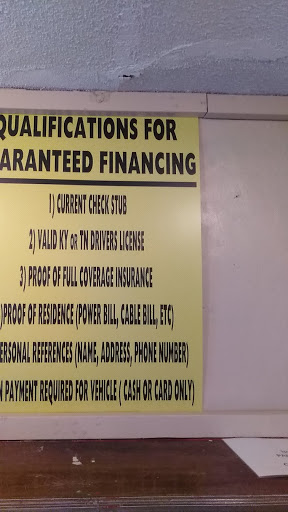 QUALIFICATIONS FOR
ARANTEED FINANCING
1) CURRENT CHECK STUB
2) VALID KY OR TN DRIVERS LICENSE
3) PROOF OF FULL COVERAGE INSURANCE
)PROOF OF RESIDENCE (POWER BILL, CABLE BILL, ETC)
ERSONAL REFERENCES (NAME, ADDRESS, PHONE NUMBER)
N PAYMENT REQUIRED FOR VEHICLE ( CASH OR CARD ONLY)